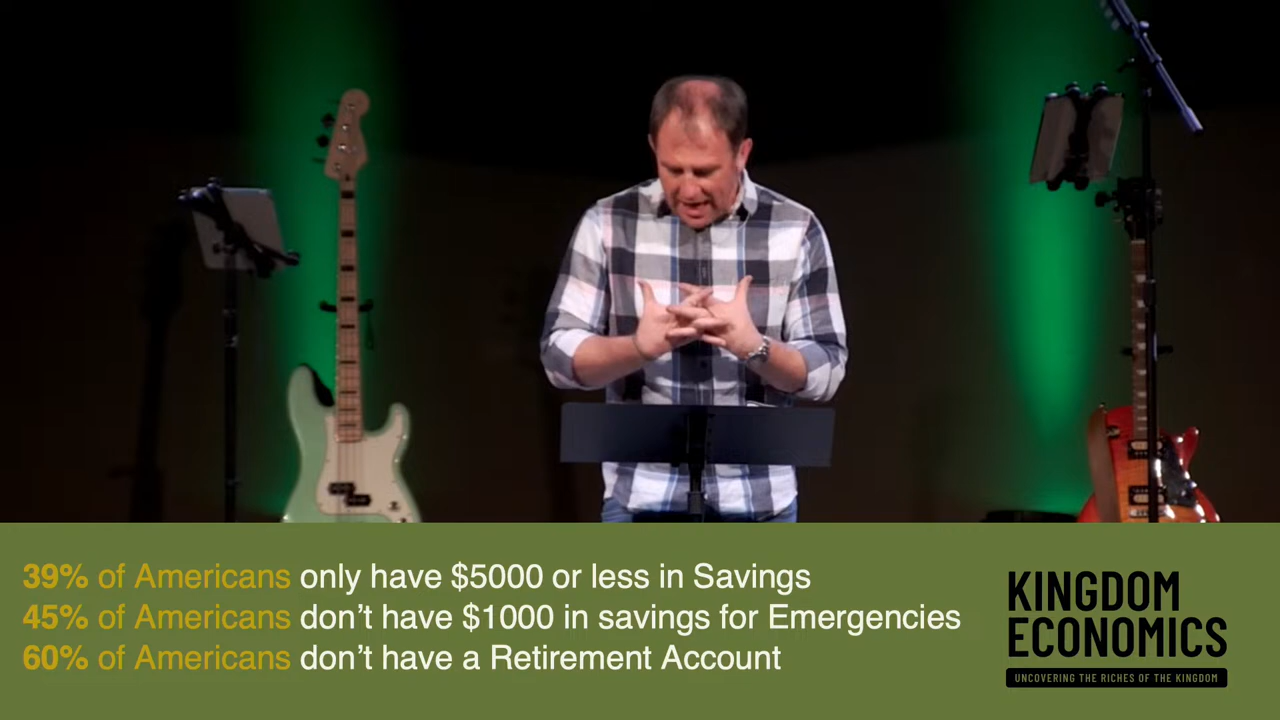 39% of Americans only have $5000 or less in Savings
45% of Americans don’t have $1000 in savings for Emergencies
60% of Americans don’t have a Retirement Account
KINGDOM
ECONOMICS
UNCOVERING THE RICHES OF THE KINGDOM